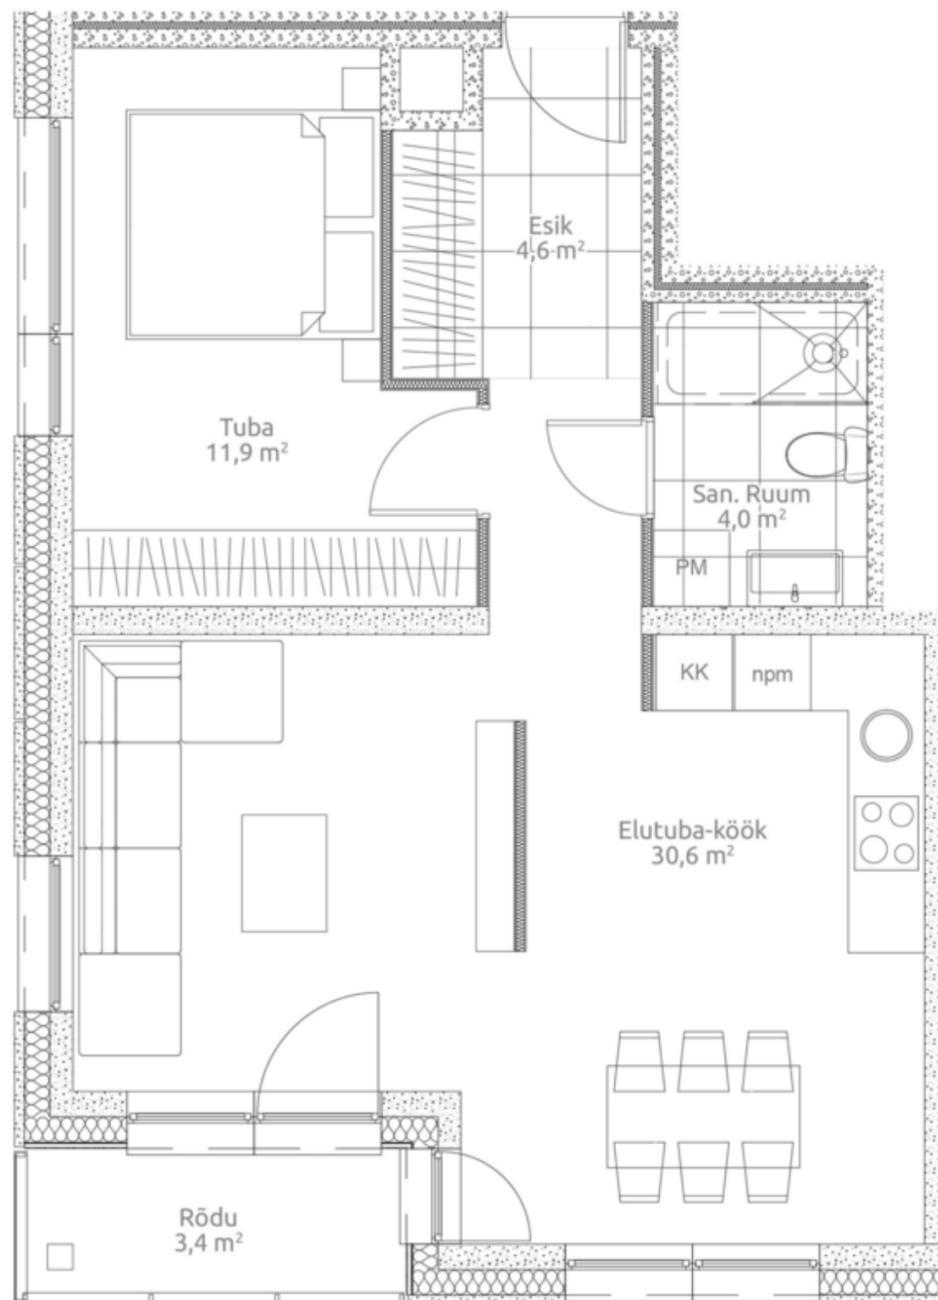 Esik
4,6 m²
Tuba
11,9 m²
San. Ruum
4,0 m²
PM
KK
npm
Elutuba-köök
30,6 m²
Rõdu
3,4 m²